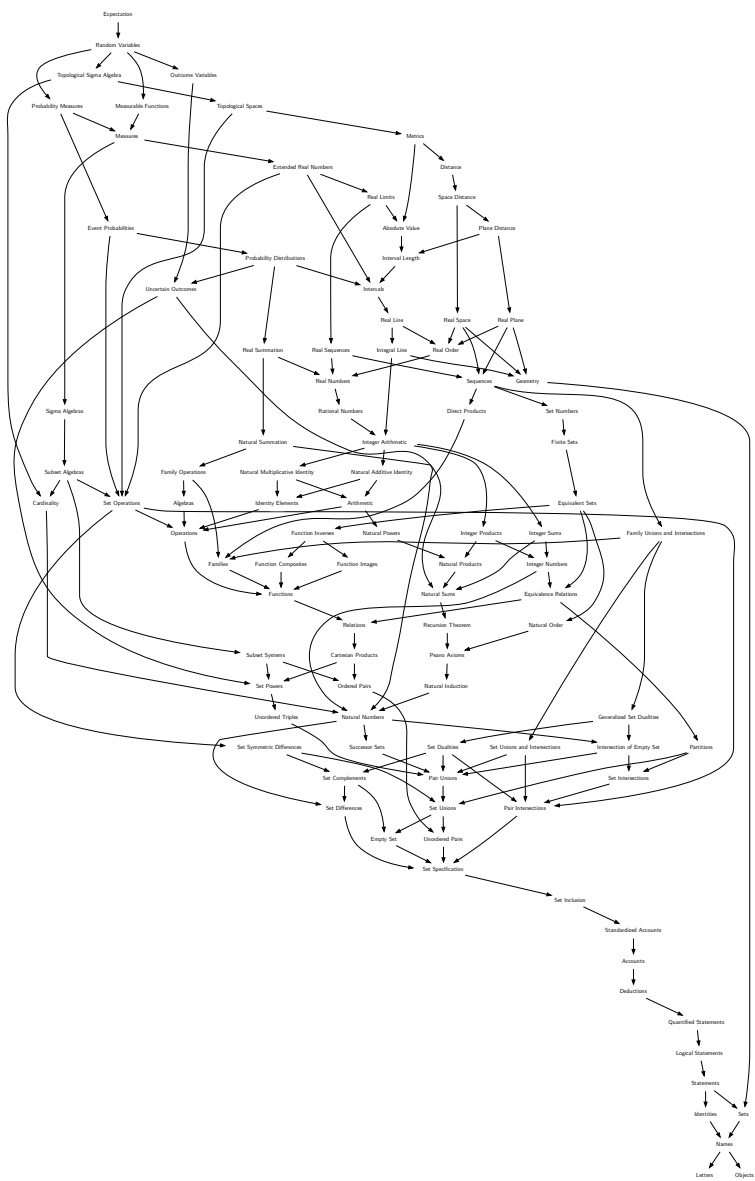 Expectation
Random Variables
Topological Sigma Algebra
Outcome Variables
Probability Measures
Measurable Functions
Topological Spaces
Measures
Metrics
Extended Real Numbers
Distance
Real Limits
Space Distance
Event Probabilities
Absolute Value
Plane Distance
Probability Distributions
Interval Length
Uncertain Outcomes
Intervals
Real Line
Real Space
Real Plane
Real Summation
Real Sequences
Integral Line
Real Order
Real Numbers
Sequences
Geometry
Sigma Algebras
Rational Numbers
Direct Products
Set Numbers
Natural Summation
Integer Arithmetic
Finite Sets
Subset Algebras
Family Operations
Natural Multiplicative Identity
Natural Additive Identity
Cardinality
Set Operations
Algebras
Identity Elements
Arithmetic
Equivalent Sets
Operations
Function Inverses
Natural Powers
Integer Products
Integer Sums
Family Unions and Intersections
Families
Function Composites
Function Images
Natural Products
Integer Numbers
Functions
Natural Sums
Equivalence Relations
Relations
Recursion Theorem
Natural Order
Subset Systems
Cartesian Products
Peano Axioms
Set Powers
Ordered Pairs
Natural Induction
Unordered Triples
Natural Numbers
Generalized Set Dualities
Set Symmetric Differences
Successor Sets
Set Dualities
Set Unions and Intersections
Intersection of Empty Set
Partitions
Set Complements
Pair Unions
Set Intersections
Set Differences
Set Unions
Pair Intersections
Empty Set
Unordered Pairs
Set Specification
Set Inclusion
Standardized Accounts
Accounts
Deductions
Quantified Statements
Logical Statements
Statements
Identities
Sets
Names
Letters
Objects